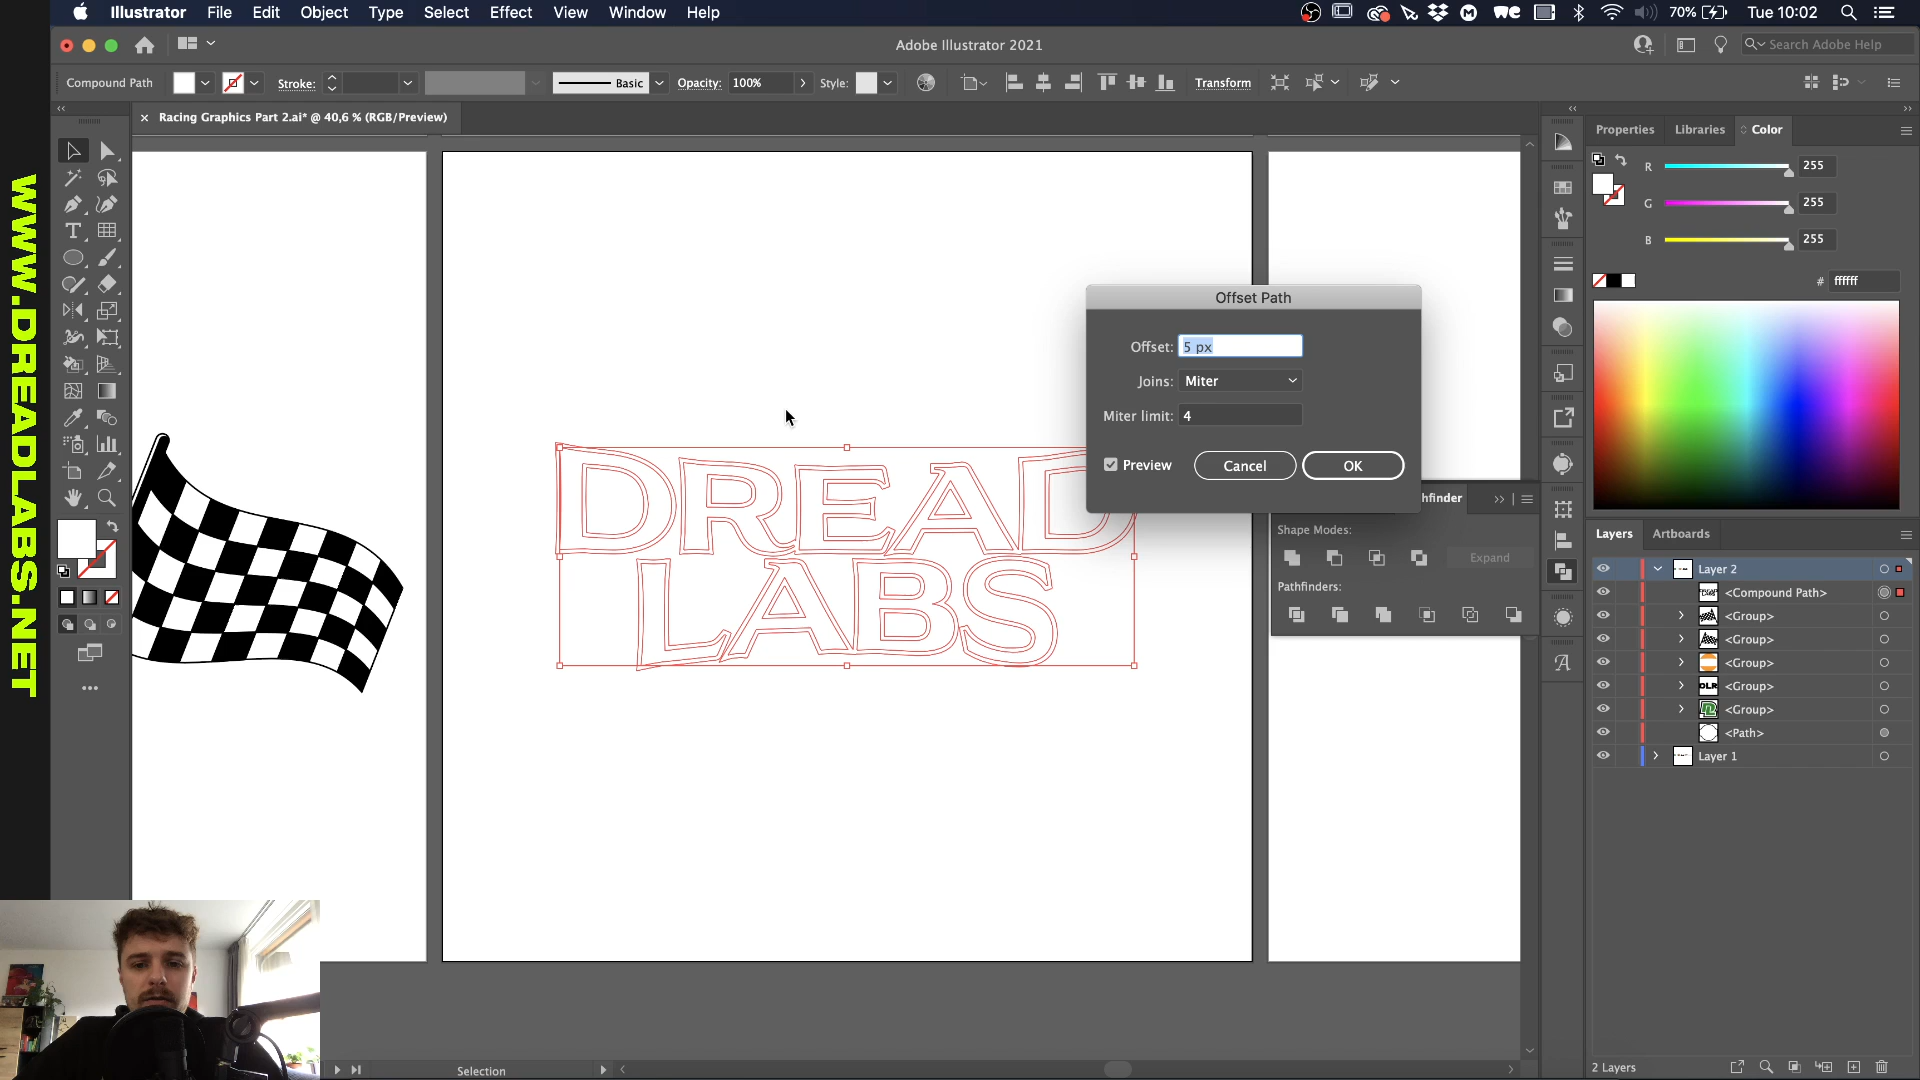 Illustrator File Edit Object Type Select Effect View Window Help
70% Tue 10:02
Adobe Illustrator 2021
Search Adobe Help
Compound Path
Stroke:
Basic
Opacity: 100%
Style:
Transform
× Racing Graphics Part 2.ai* @ 40,6 % (RGB/Preview)
Properties Libraries Color
R 255
G 255
B 255
# ffffff
WWW.DREADLABS.NET
Offset Path
Offset: 5 px
Joins: Miter
Miter limit: 4
Preview Cancel OK
DREAD
LABS
hfinder
Shape Modes:
Expand
Pathfinders:
Layers Artboards
Layer 2
<Compound Path>
<Group>
<Group>
<Group>
DLR <Group>
<Group>
<Path>
Layer 1
2 Layers
Selection